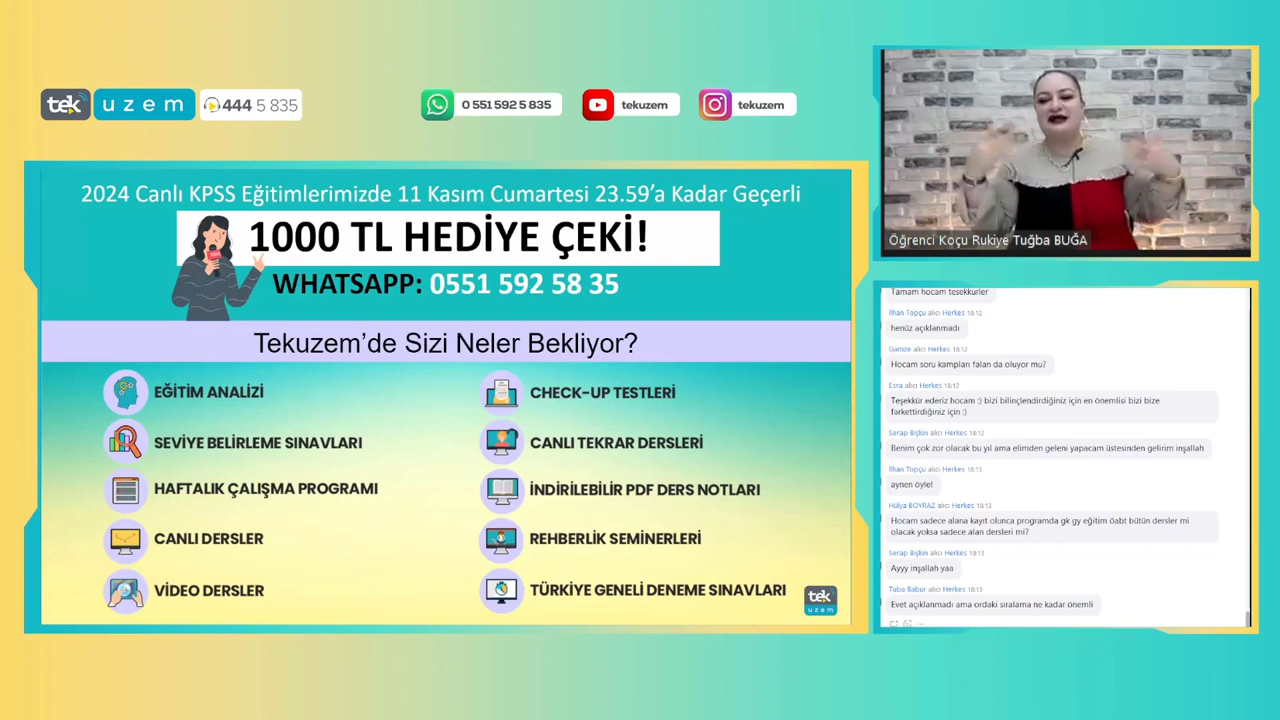 tek uzem 444 5 835
0 551 592 5 835
tekuzem
tekuzem
2024 Canlı KPSS Eğitimlerimizde 11 Kasım Cumartesi 23.59’a Kadar Geçerli
1000 TL HEDİYE ÇEKİ!
WHATSAPP: 0551 592 58 35
Tekuzem’de Sizi Neler Bekliyor?
EĞİTİM ANALİZİ
SEVİYE BELİRLEME SINAVLARI
HAFTALIK ÇALIŞMA PROGRAMI
CANLI DERSLER
VİDEO DERSLER
CHECK-UP TESTLERİ
CANLI TEKRAR DERSLERİ
İNDİRİLEBİLİR PDF DERS NOTLARI
REHBERLİK SEMİNERLERİ
TÜRKİYE GENELİ DENEME SINAVLARI
tek
uzem
Öğrenci Koçu Rukiye Tuğba BUĞA
Tamam hocam tesekkurler
İlhan Topçu alıcı Herkes 18:12
henüz açıklanmadı
Gamze alıcı Herkes 18:12
Hocam soru kampları falan da oluyor mu?
Esra alıcı Herkes 18:12
Teşekkür ederiz hocam :) bizi bilinçlendirdiğiniz için en önemlisi bizi bize
farkettirdiğiniz için :)
Serap Bişkin alıcı Herkes 18:12
Benim çok zor olacak bu yıl ama elimden geleni yapacam üstesinden gelirim inşallah
İlhan Topçu alıcı Herkes 18:13
aynen öyle!
Hülya BOYRAZ alıcı Herkes 18:13
Hocam sadece alana kayıt olunca programda gk gy eğitim öabt bütün dersler mi
olacak yoksa sadece alan dersleri mi?
Serap Bişkin alıcı Herkes 18:13
Ayyy inşallah yaa
Tuba Babur alıcı Herkes 18:13
Evet açıklanmadı ama ordaki sıralama ne kadar önemli